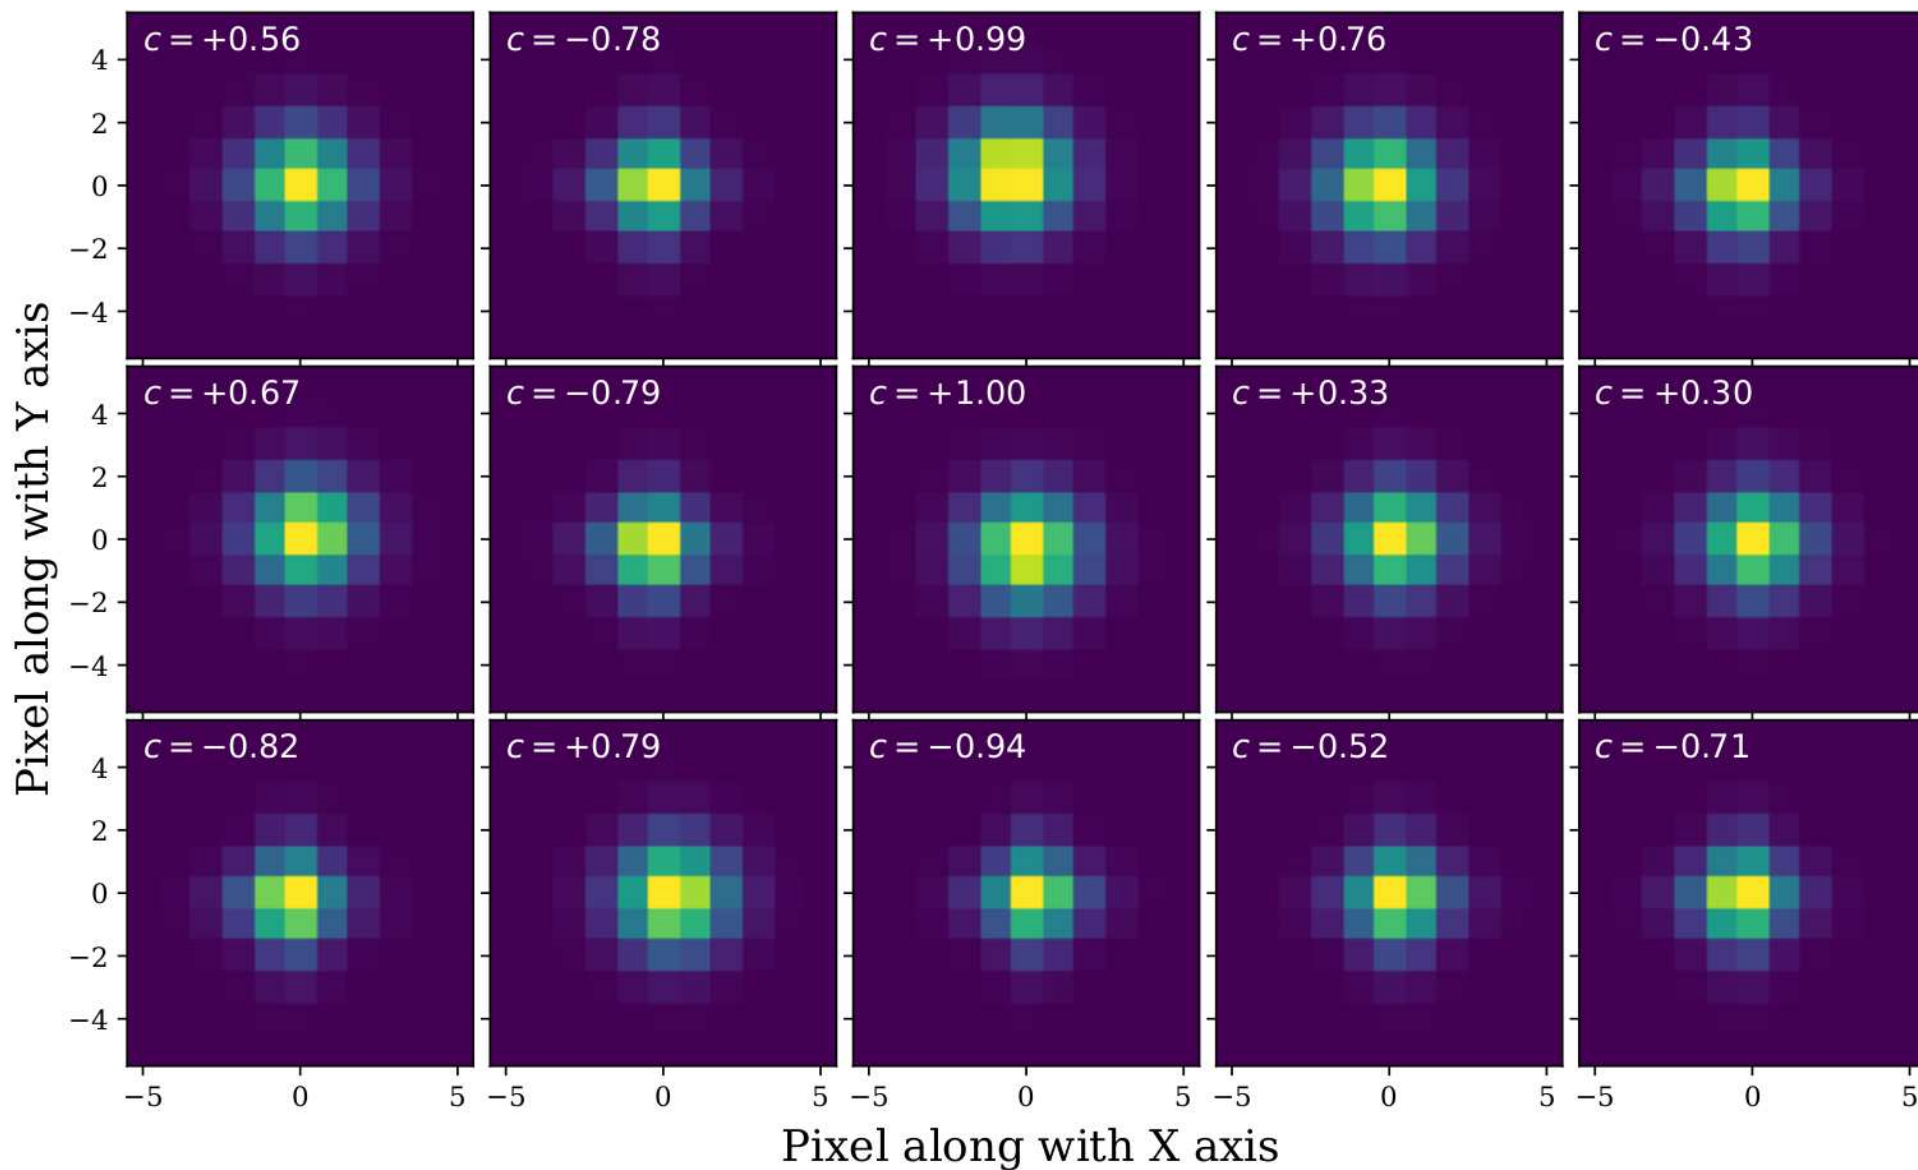 c = +0.56
c = −0.78
c = +0.99
c = +0.76
c = −0.43
4
2
0
−2
−4
c = +0.67
c = −0.79
c = +1.00
c = +0.33
c = +0.30
4
2
0
−2
−4
c = −0.82
c = +0.79
c = −0.94
c = −0.52
c = −0.71
4
2
0
−2
−4
−5 0 5 −5 0 5 −5 0 5 −5 0 5 −5 0 5
Pixel along with X axis
Pixel along with Y axis